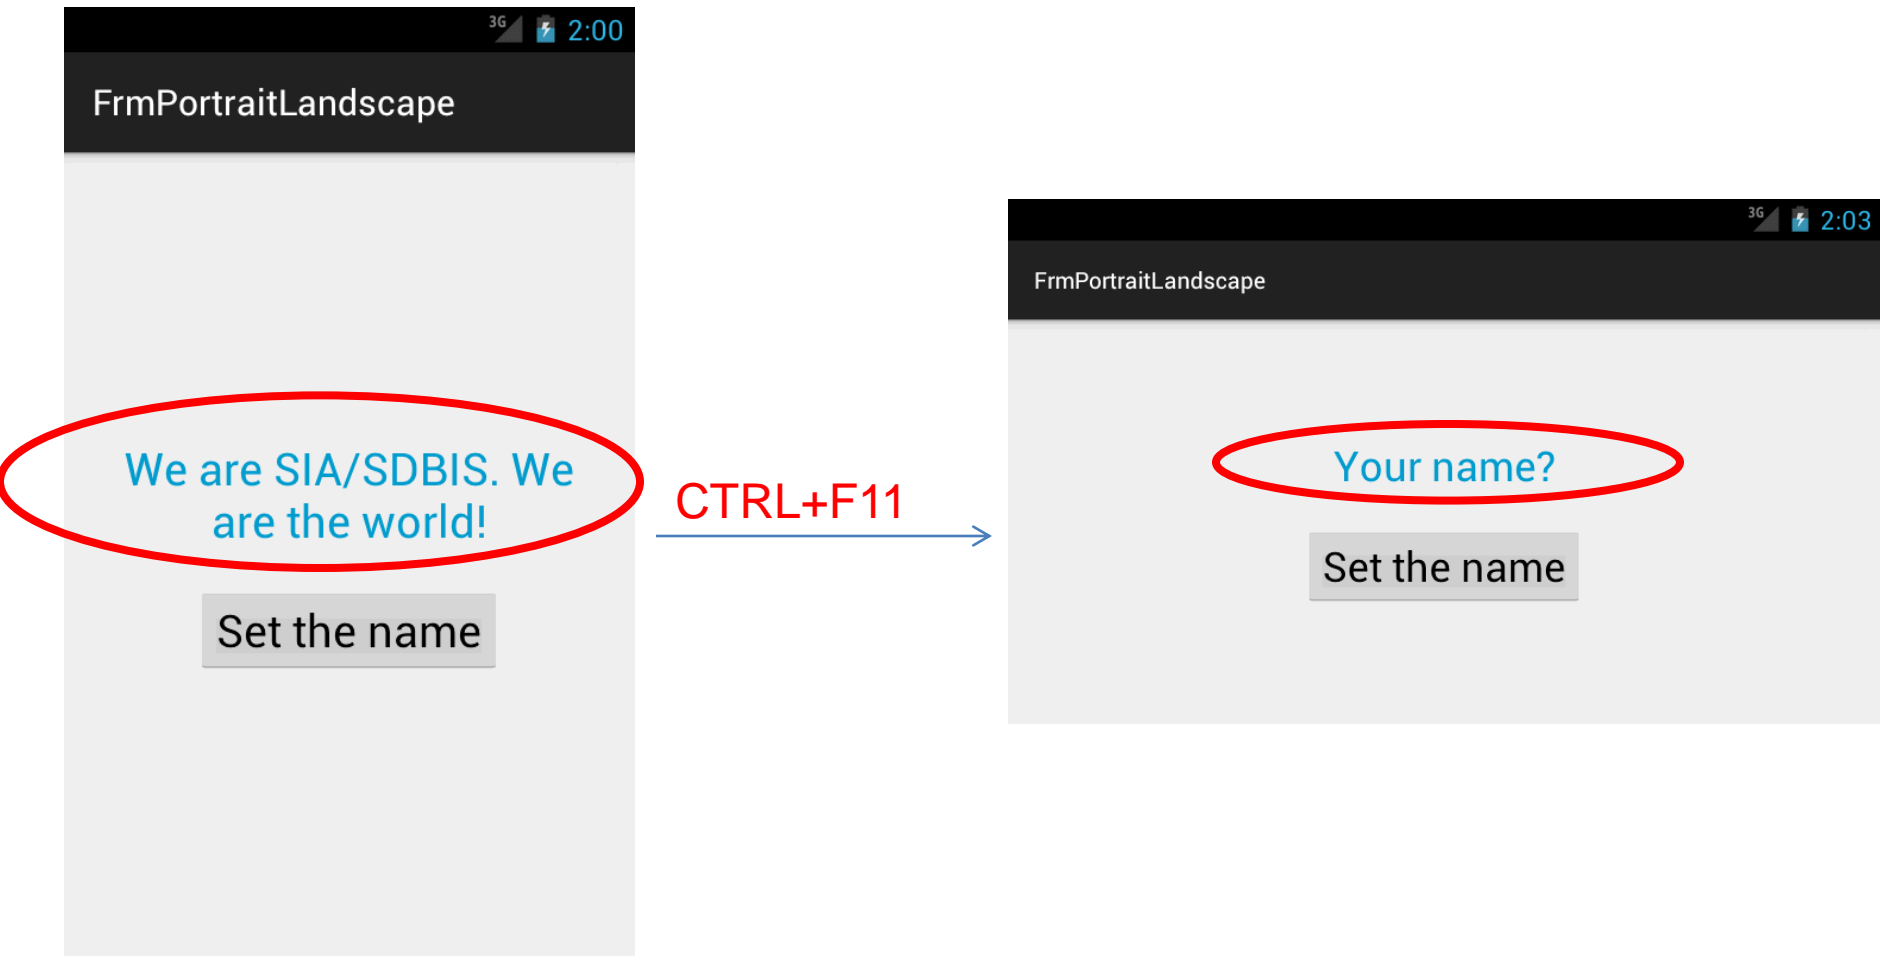 3G 2:00
FrmPortraitLandscape
We are SIA/SDBIS. We
are the world!
Set the name
CTRL+F11
3G 2:03
FrmPortraitLandscape
Your name?
Set the name